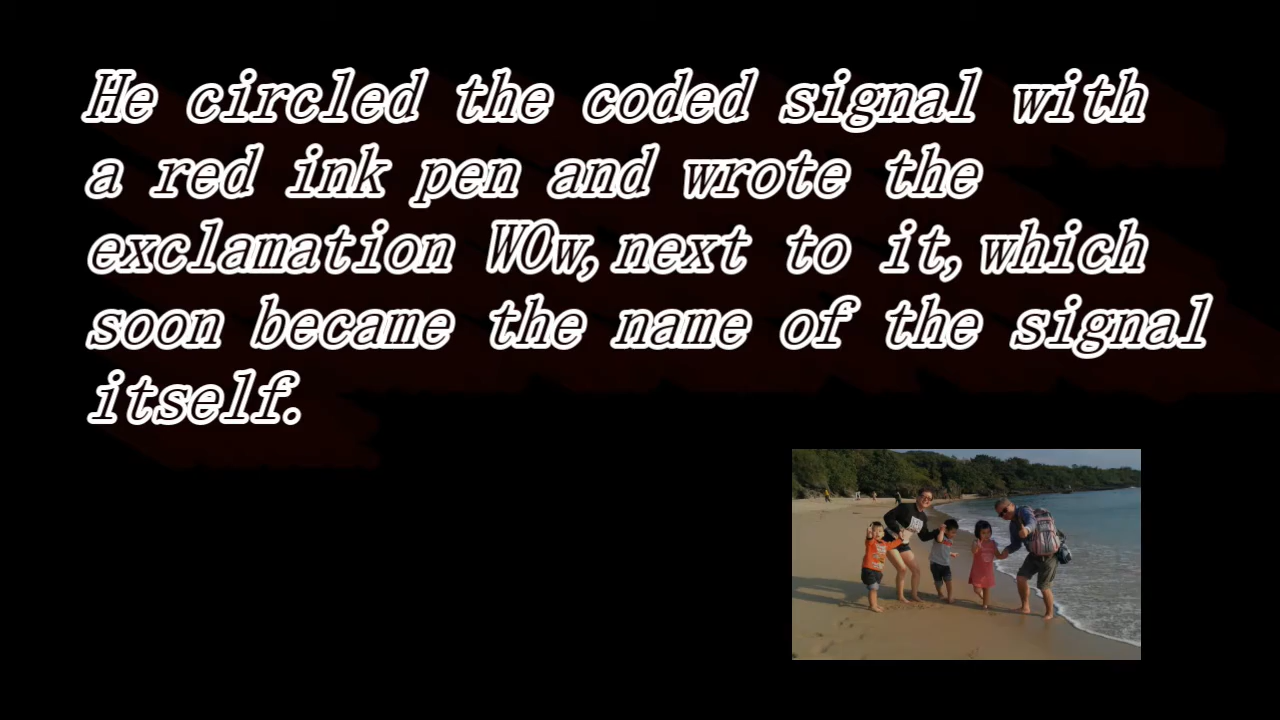 He circled the coded signal with
a red ink pen and wrote the
exclamation WOw,next to it,which
soon became the name of the signal
itself.